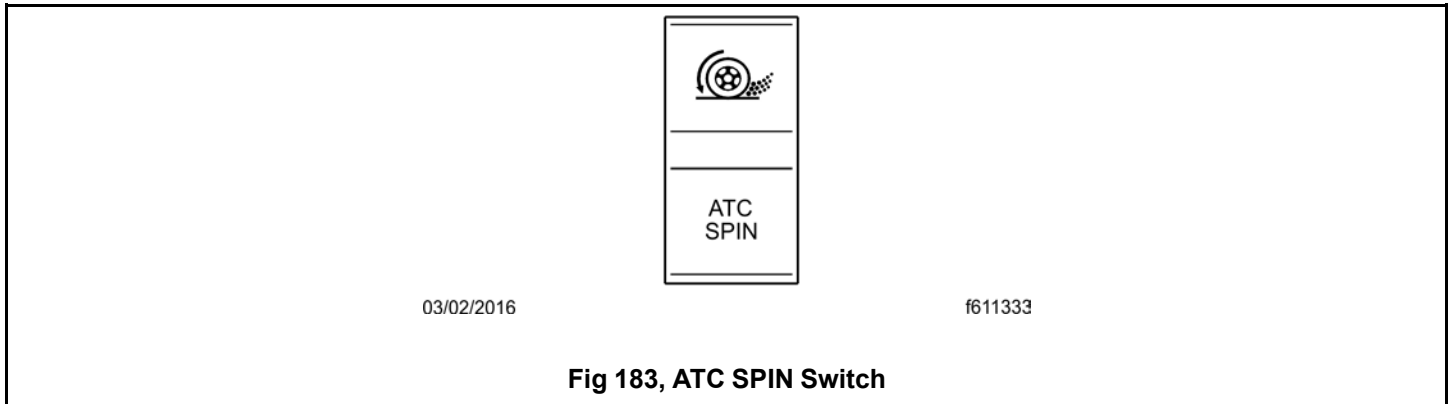 ATC
SPIN
03/02/2016 f611333
Fig 183, ATC SPIN Switch